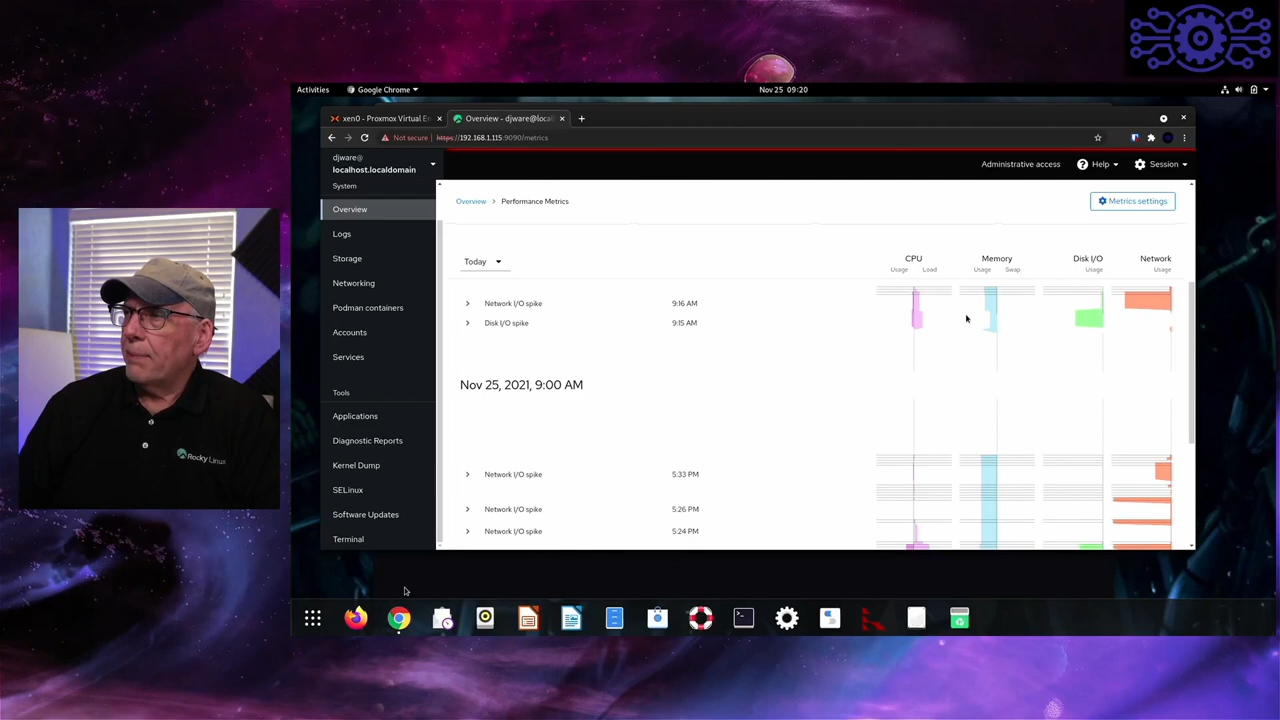 Activities
Google Chrome
Nov 25 09:20
xen0 - Proxmox Virtual En
Overview - djware@local
Not secure
https://192.168.1.115:9090/metrics
djware@
localhost.localdomain
Administrative access
Help
Session
System
Overview
Logs
Storage
Networking
Podman containers
Accounts
Services
Tools
Applications
Diagnostic Reports
Kernel Dump
SELinux
Software Updates
Terminal
Overview > Performance Metrics
Metrics settings
Today
CPU
Memory
Disk I/O
Network
Usage Load
Usage Swap
Usage
Usage
Network I/O spike 9:16 AM
Disk I/O spike 9:15 AM
Nov 25, 2021, 9:00 AM
Network I/O spike 5:33 PM
Network I/O spike 5:26 PM
Network I/O spike 5:24 PM
Rocky Linux